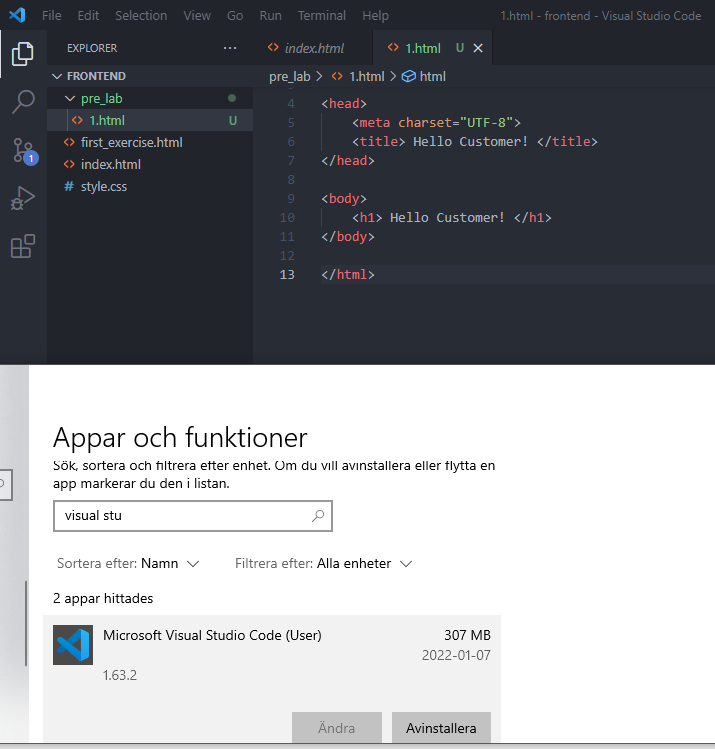 File Edit Selection View Go Run Terminal Help 1.html - frontend - Visual Studio Code
EXPLORER ···
index.html
1.html U
FRONTEND
pre_lab
1.html U
first_exercise.html
index.html
style.css
1
pre_lab > 1.html > html
4 <head>
5 <meta charset="UTF-8">
6 <title> Hello Customer! </title>
7 </head>
8
9 <body>
10 <h1> Hello Customer! </h1>
11 </body>
12
13 </html>
Appar och funktioner
Sök, sortera och filtrera efter enhet. Om du vill avinstallera eller flytta en
app markerar du den i listan.
visual stu
Sortera efter: Namn Filtrera efter: Alla enheter
2 appar hittades
Microsoft Visual Studio Code (User) 307 MB
2022-01-07
1.63.2
Ändra Avinstallera